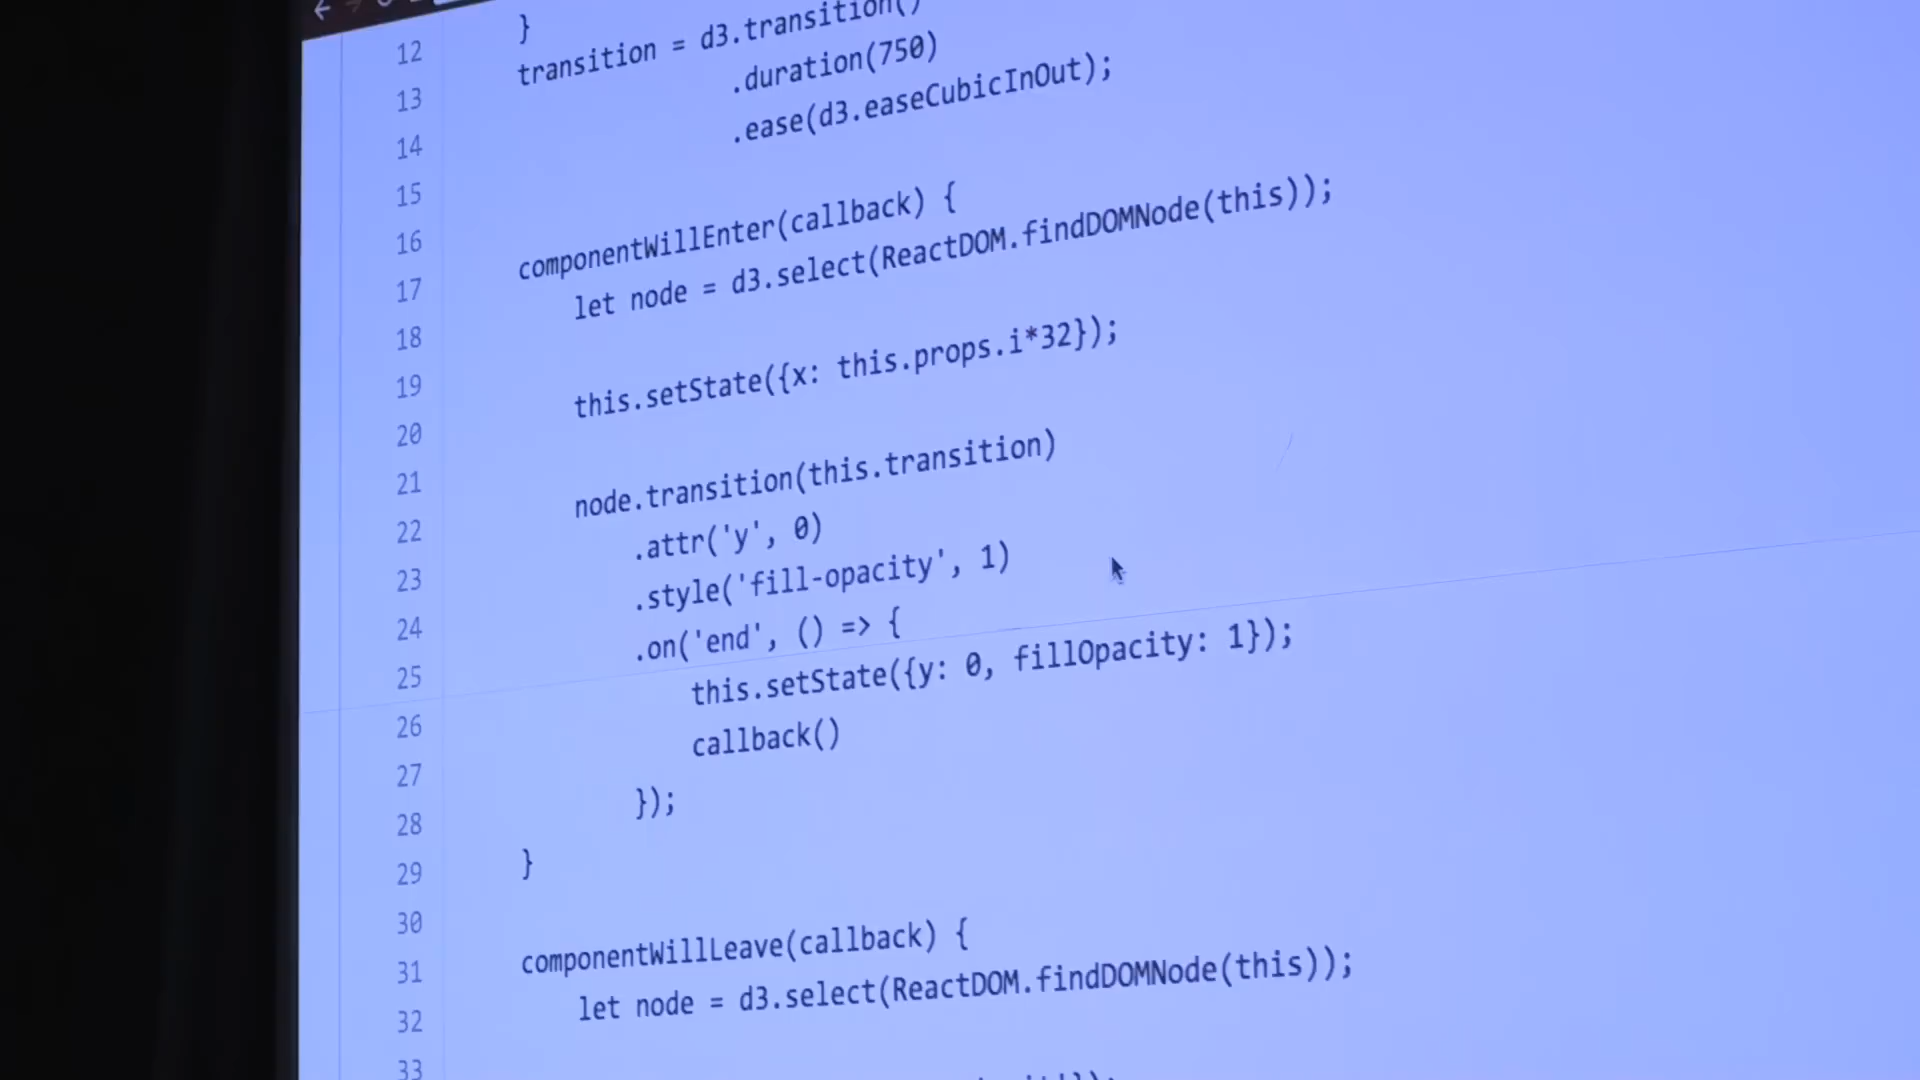 12 }
13 transition = d3.transition()
14 .duration(750)
15 .ease(d3.easeCubicInOut);
16
17 componentWillEnter(callback) {
18 let node = d3.select(ReactDOM.findDOMNode(this));
19
20 this.setState({x: this.props.i*32});
21
22 node.transition(this.transition)
23 .attr('y', 0)
24 .style('fill-opacity', 1)
25 .on('end', () => {
26 this.setState({y: 0, fillOpacity: 1});
27 callback()
28 });
29 }
30
31 componentWillLeave(callback) {
32 let node = d3.select(ReactDOM.findDOMNode(this));
33